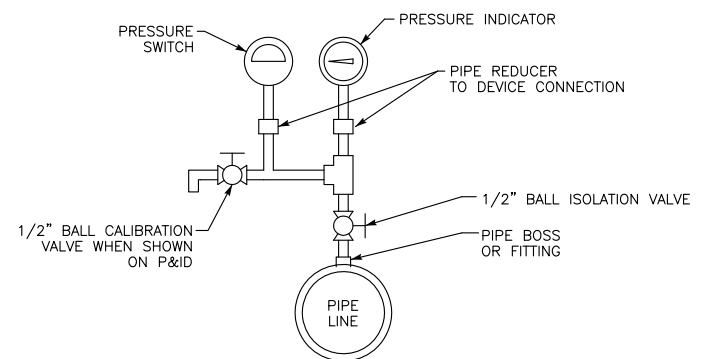 PRESSURE
SWITCH
PRESSURE INDICATOR
PIPE REDUCER
TO DEVICE CONNECTION
1/2" BALL CALIBRATION
VALVE WHEN SHOWN
ON P&ID
1/2" BALL ISOLATION VALVE
PIPE BOSS
OR FITTING
PIPE
LINE